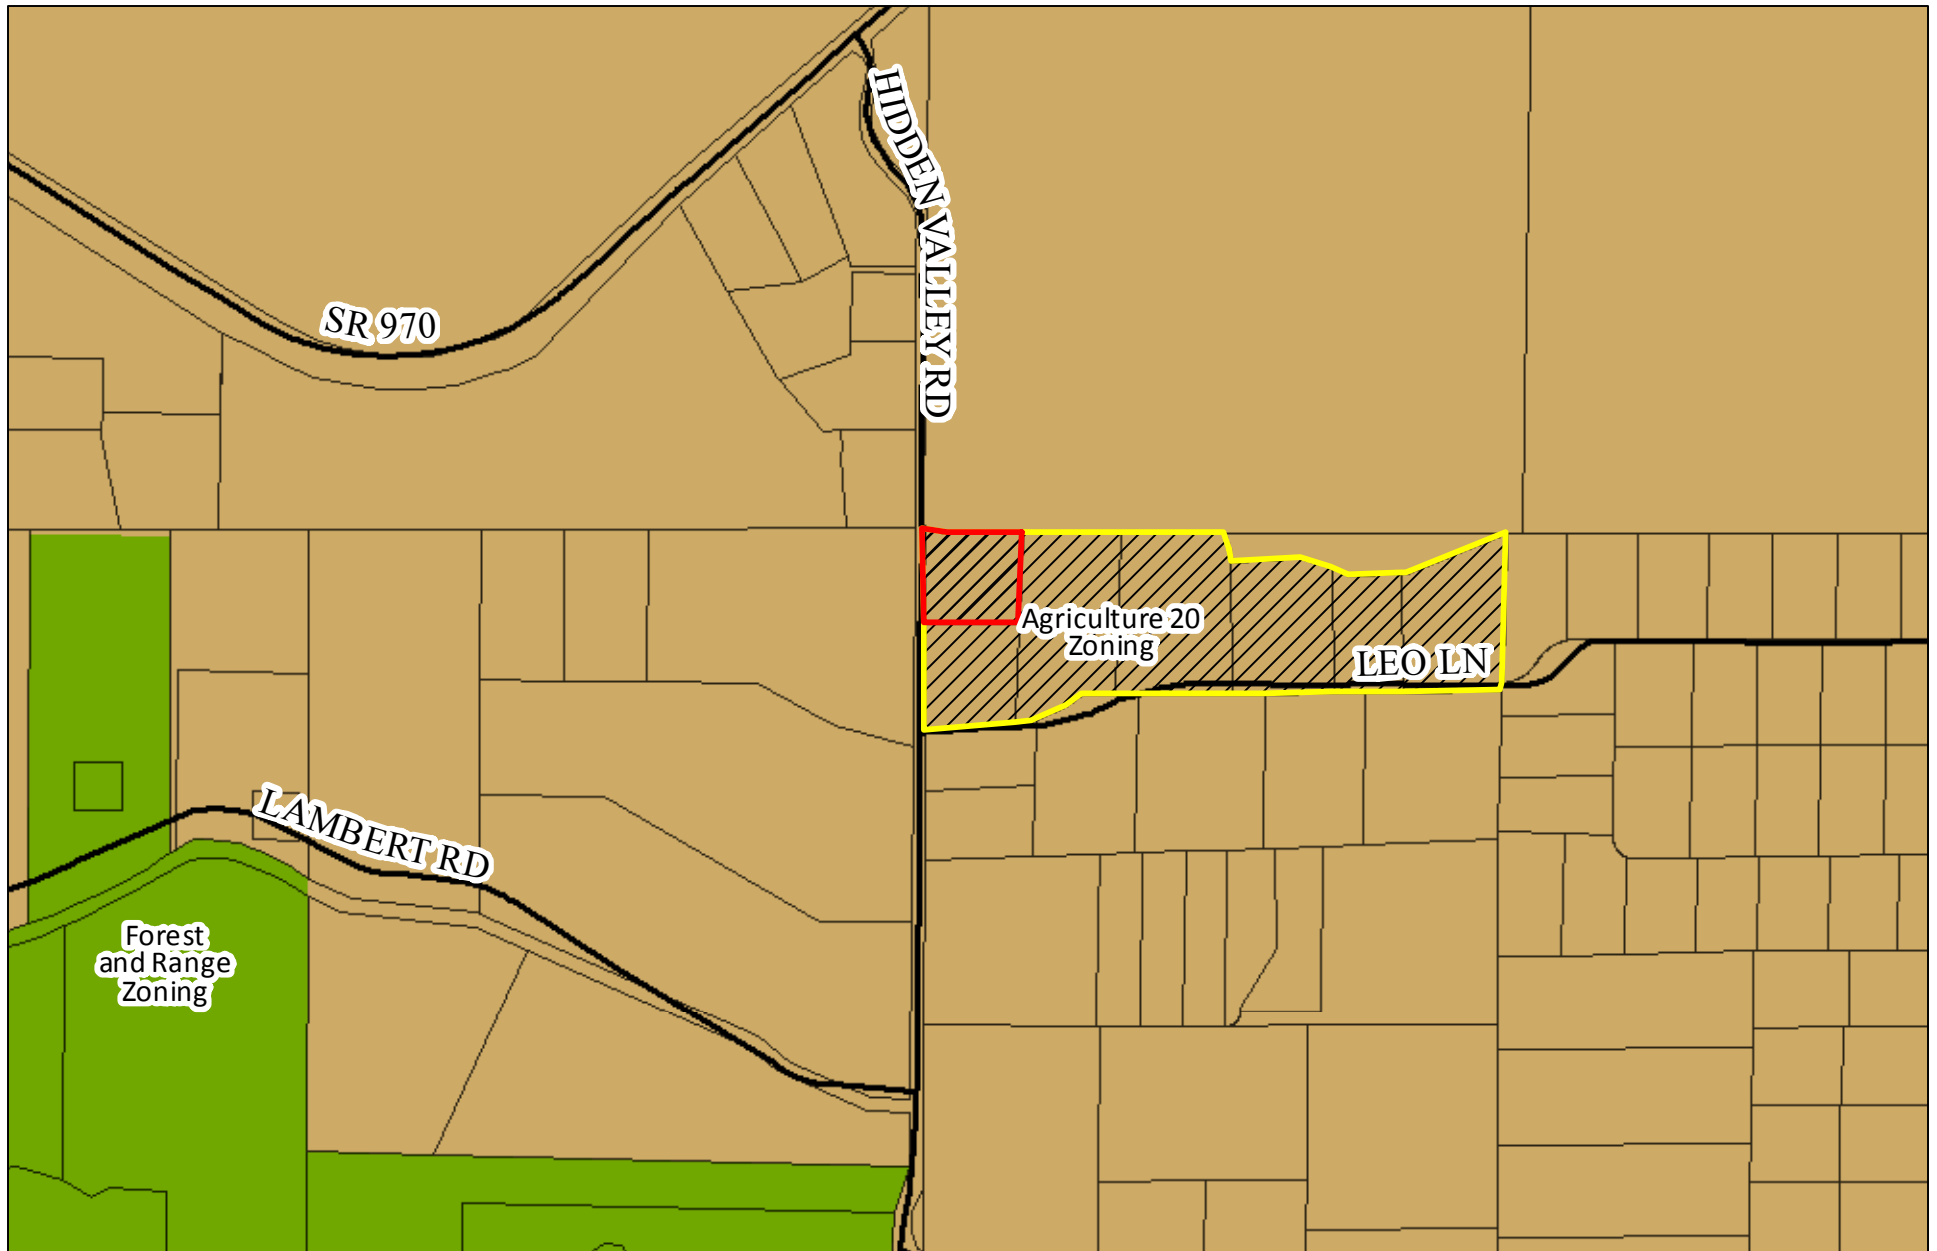 HIDDEN VALLEY RD
SR 970
Agriculture 20
Zoning
LEO LN
LAMBERT RD
Forest
and Range
Zoning